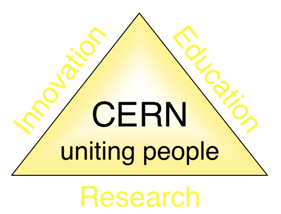 Innovation
Education
CERN
uniting people
Research